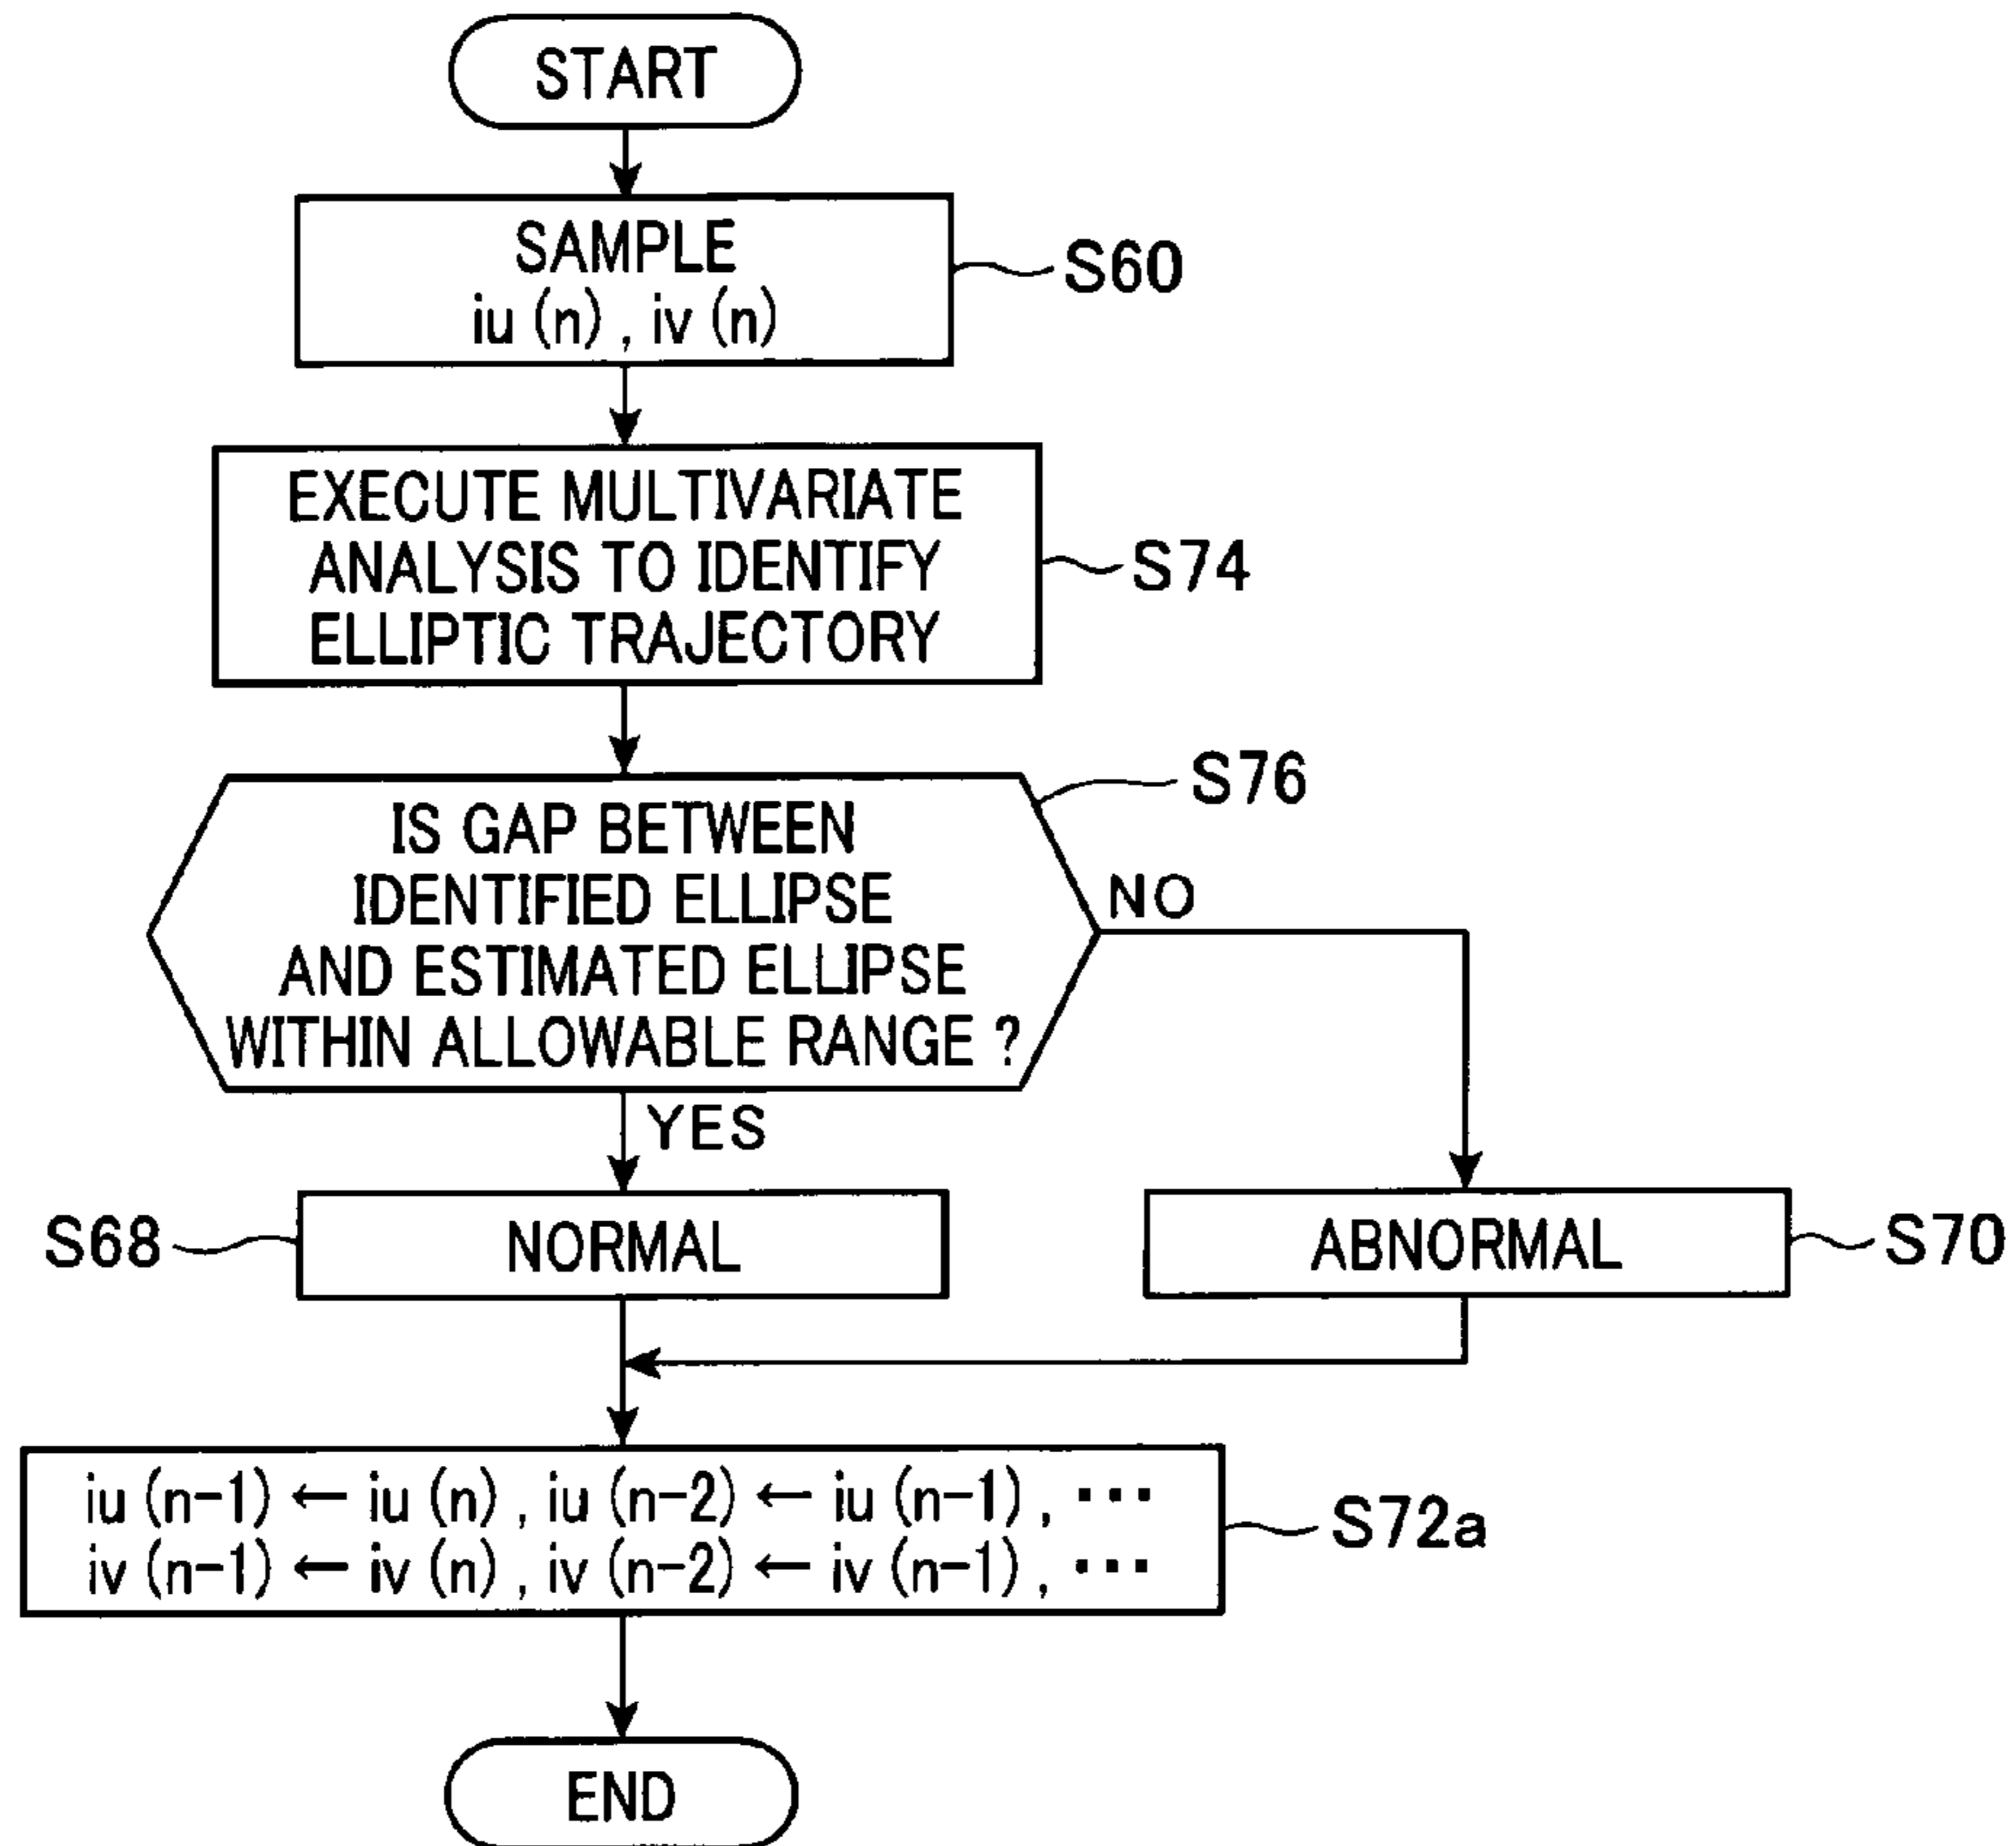 START
SAMPLE
iu (n) , iv (n)
S60
EXECUTE MULTIVARIATE
ANALYSIS TO IDENTIFY
ELLIPTIC TRAJECTORY
S74
S76
IS GAP BETWEEN
IDENTIFIED ELLIPSE
AND ESTIMATED ELLIPSE
WITHIN ALLOWABLE RANGE ?
NO
YES
S68
NORMAL
ABNORMAL
S70
iu (n-1) ← iu (n) , iu (n-2) ← iu (n-1) , ⋯
iv (n-1) ← iv (n) , iv (n-2) ← iv (n-1) , ⋯
S72a
END